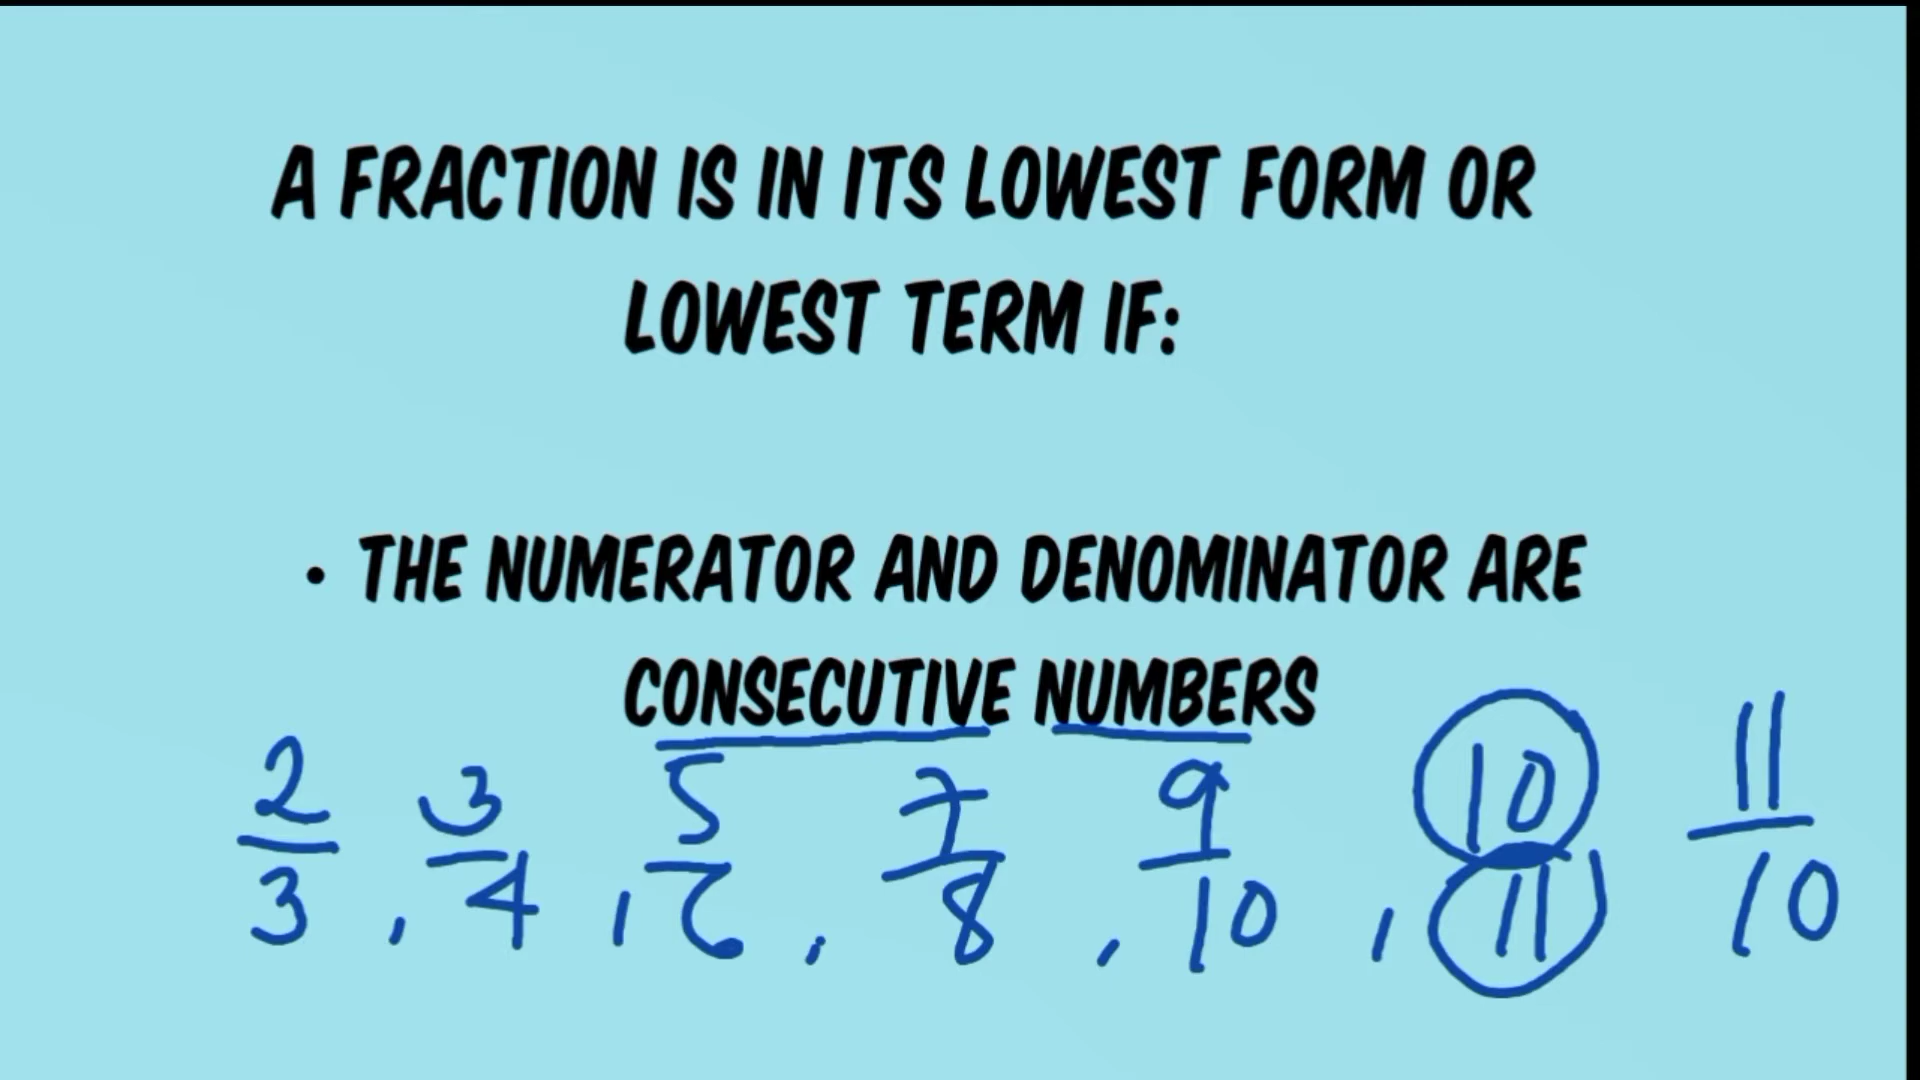 A FRACTION IS IN ITS LOWEST FORM OR
LOWEST TERM IF:
• THE NUMERATOR AND DENOMINATOR ARE
CONSECUTIVE NUMBERS
2/3, 3/4, 5/6, 7/8, 9/10, 10/11 11/10